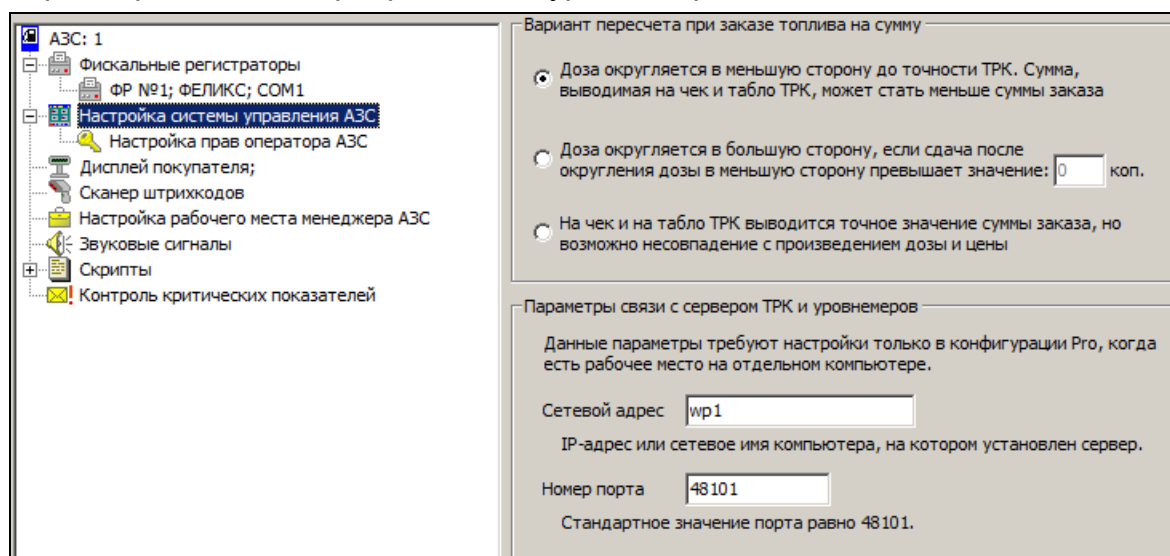 АЗС: 1
Фискальные регистраторы
ФР №1; ФЕЛИКС; COM1
Настройка системы управления АЗС
Настройка прав оператора АЗС
Дисплей покупателя;
Сканер штрихкодов
Настройка рабочего места менеджера АЗС
Звуковые сигналы
Скрипты
Контроль критических показателей
Вариант пересчета при заказе топлива на сумму
Доза округляется в меньшую сторону до точности ТРК. Сумма,
выводимая на чек и табло ТРК, может стать меньше суммы заказа
Доза округляется в большую сторону, если сдача после
округления дозы в меньшую сторону превышает значение: 0 коп.
На чек и на табло ТРК выводится точное значение суммы заказа, но
возможно несовпадение с произведением дозы и цены
Параметры связи с сервером ТРК и уровнемеров
Данные параметры требуют настройки только в конфигурации Pro, когда
есть рабочее место на отдельном компьютере.
Сетевой адрес wp1
IP-адрес или сетевое имя компьютера, на котором установлен сервер.
Номер порта 48101
Стандартное значение порта равно 48101.